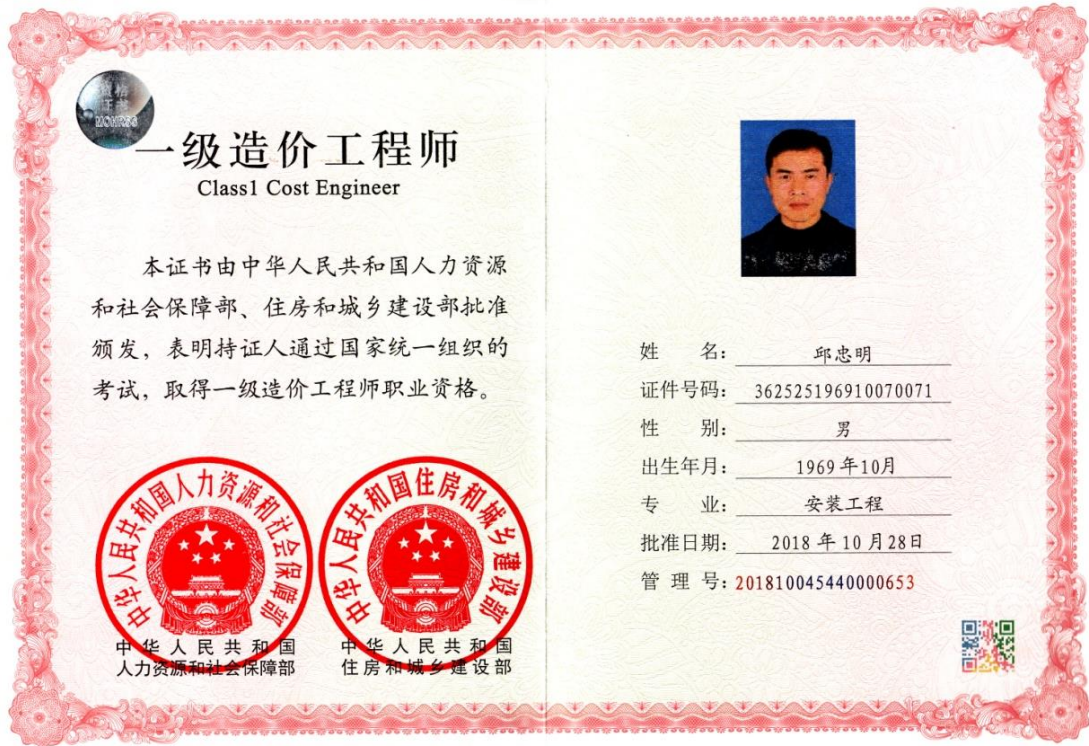 资格
证书
MOHRSS
一级造价工程师
Class1 Cost Engineer
本证书由中华人民共和国人力资源
和社会保障部、住房和城乡建设部批准
颁发，表明持证人通过国家统一组织的
考试，取得一级造价工程师职业资格。
中华人民共和国人力资源和社会保障部
中华人民共和国住房和城乡建设部
中华人民共和国
人力资源和社会保障部
中华人民共和国
住房和城乡建设部
姓 名：邱忠明
证件号码：362525196910070071
性 别：男
出生年月：1969年10月
专 业：安装工程
批准日期：2018年10月28日
管 理 号：201810045440000653